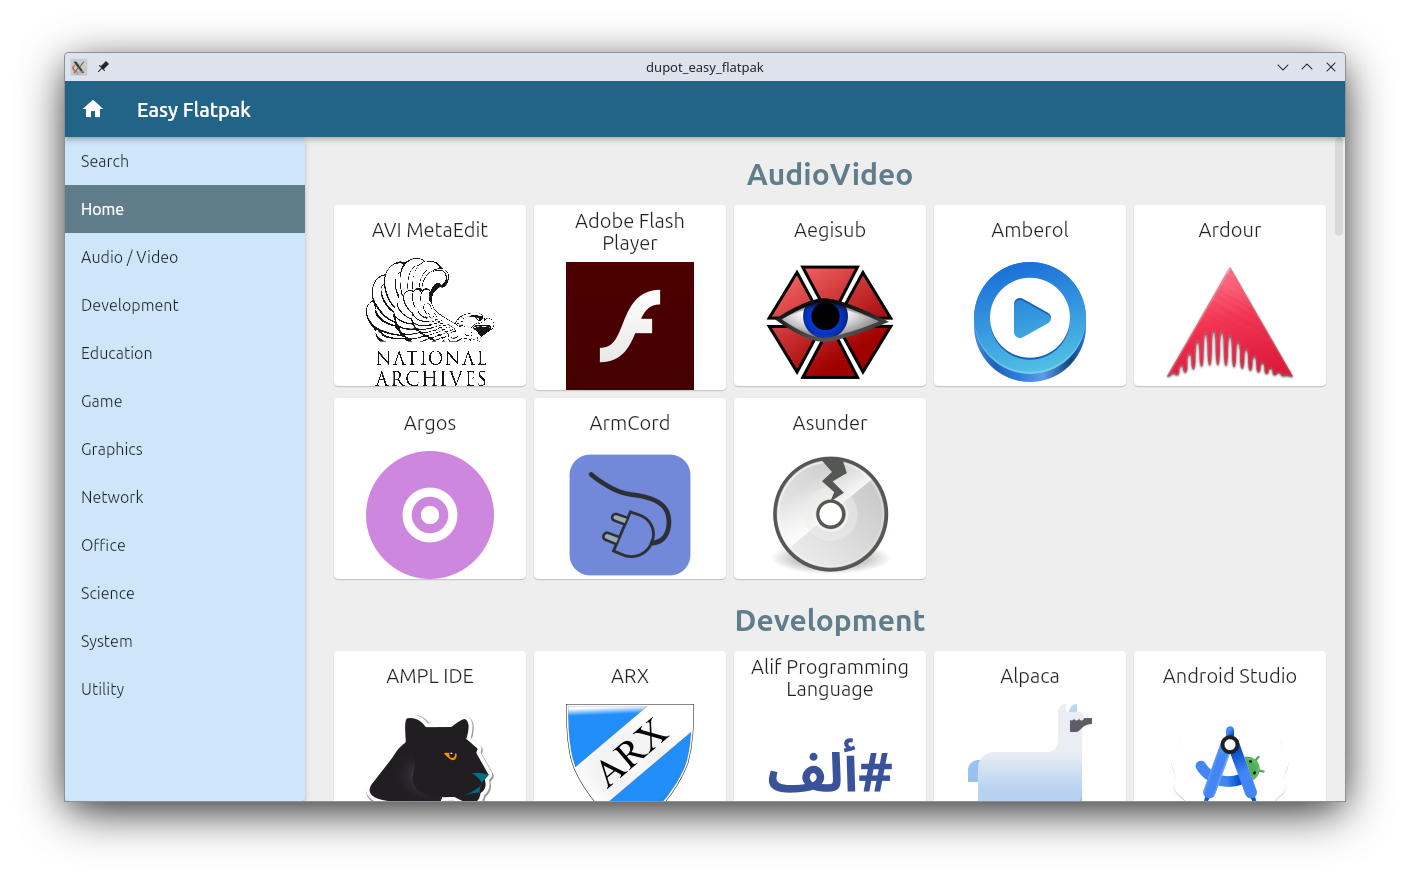 dupot_easy_flatpak
Easy Flatpak
Search
Home
Audio / Video
Development
Education
Game
Graphics
Network
Office
Science
System
Utility
AudioVideo
AVI MetaEdit
NATIONAL
ARCHIVES
Adobe Flash
Player
Aegisub
Amberol
Ardour
Argos
ArmCord
Asunder
Development
AMPL IDE
ARX
ARX
Alif Programming
Language
#ألف
Alpaca
Android Studio